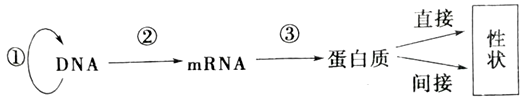 ① DNA ② mRNA ③ 蛋白质 直接 间接 性状